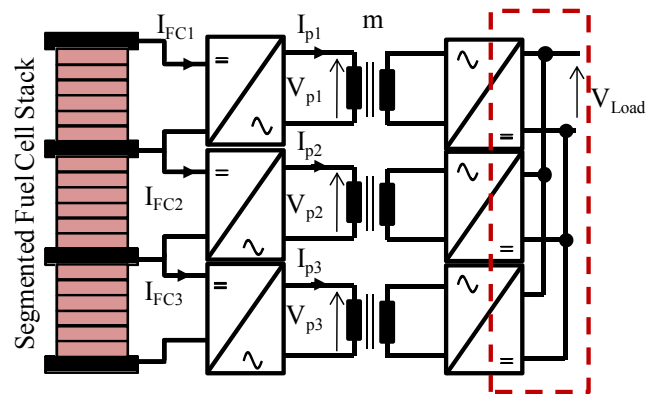 Segmented Fuel Cell Stack
I_FC1
I_p1
m
V_p1
V_Load
I_p2
I_FC2
V_p2
I_p3
I_FC3
V_p3